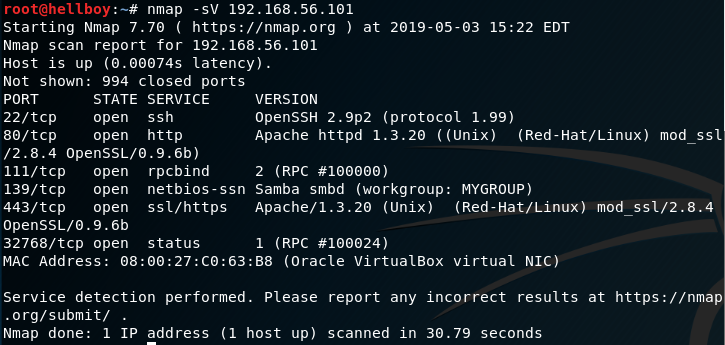 root@hellboy:~# nmap -sV 192.168.56.101
Starting Nmap 7.70 ( https://nmap.org ) at 2019-05-03 15:22 EDT
Nmap scan report for 192.168.56.101
Host is up (0.00074s latency).
Not shown: 994 closed ports
PORT      STATE SERVICE     VERSION
22/tcp    open  ssh         OpenSSH 2.9p2 (protocol 1.99)
80/tcp    open  http        Apache httpd 1.3.20 ((Unix)  (Red-Hat/Linux) mod_ssl
/2.8.4 OpenSSL/0.9.6b)
111/tcp   open  rpcbind     2 (RPC #100000)
139/tcp   open  netbios-ssn Samba smbd (workgroup: MYGROUP)
443/tcp   open  ssl/https   Apache/1.3.20 (Unix)  (Red-Hat/Linux) mod_ssl/2.8.4
OpenSSL/0.9.6b
32768/tcp open  status      1 (RPC #100024)
MAC Address: 08:00:27:C0:63:B8 (Oracle VirtualBox virtual NIC)
Service detection performed. Please report any incorrect results at https://nmap
.org/submit/ .
Nmap done: 1 IP address (1 host up) scanned in 30.79 seconds